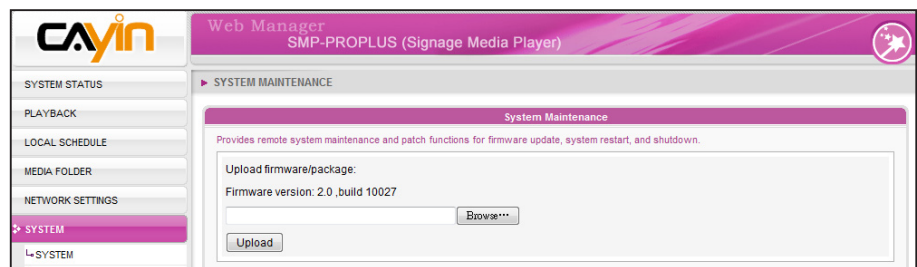 CAYIN
Web Manager
SMP-PROPLUS (Signage Media Player)
SYSTEM STATUS
PLAYBACK
LOCAL SCHEDULE
MEDIA FOLDER
NETWORK SETTINGS
SYSTEM
SYSTEM
SYSTEM MAINTENANCE
System Maintenance
Provides remote system maintenance and patch functions for firmware update, system restart, and shutdown.
Upload firmware/package:
Firmware version: 2.0 ,build 10027
Browse...
Upload